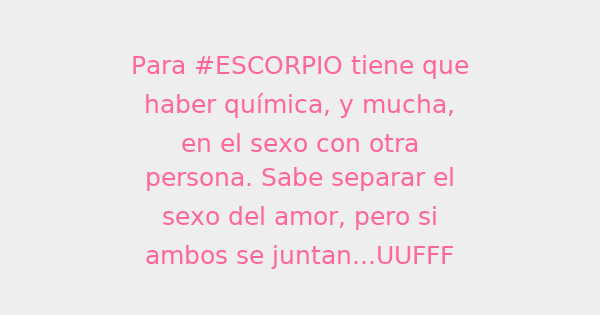 Para #ESCORPIO tiene que
haber química, y mucha,
en el sexo con otra
persona. Sabe separar el
sexo del amor, pero si
ambos se juntan...UUFFF